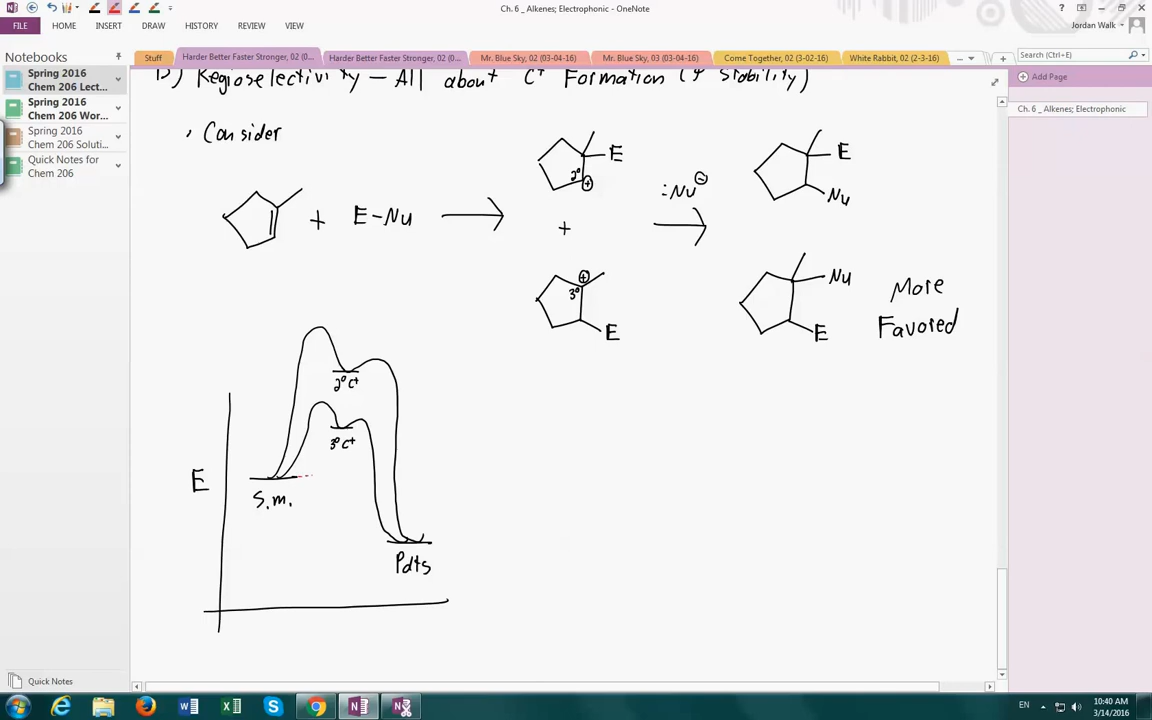 Ch. 6 _ Alkenes; Electrophonic - OneNote
Jordan Walk
FILE HOME INSERT DRAW HISTORY REVIEW VIEW
Notebooks
Stuff
Harder Better Faster Stronger, 02 (0...
Harder Better Faster Stronger, 02 (0...
Mr. Blue Sky, 02 (03-04-16)
Mr. Blue Sky, 03 (03-04-16)
Come Together, 02 (3-02-16)
White Rabbit, 02 (2-3-16)
Search (Ctrl+E)
Spring 2016
Chem 206 Lect...
Spring 2016
Chem 206 Wor...
Spring 2016
Chem 206 Soluti...
Quick Notes for
Chem 206
Add Page
Ch. 6 _ Alkenes; Electrophonic
Regioselectivity - All about C+ Formation (& Stability)
Consider
E
2°
+
E
Nu
+ E-Nu
:Nu -
+
+
3°
E
Nu
E
More
Favored
2° C+
3° C+
E
S.m.
Pdts
Quick Notes
EN
10:40 AM
3/14/2016